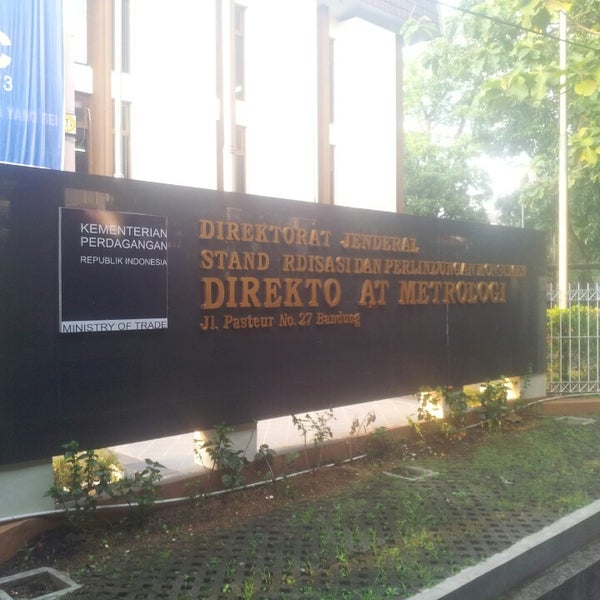 C
3
KEMENTERIAN
PERDAGANGAN
REPUBLIK INDONESIA
MINISTRY OF TRADE
DIREKTORAT JENDERAL
STAND RDISASI DAN PERLINDUNGAN KONSUMEN
DIREKTO AT METROLOGI
Jl. Pasteur No. 27 Bandung